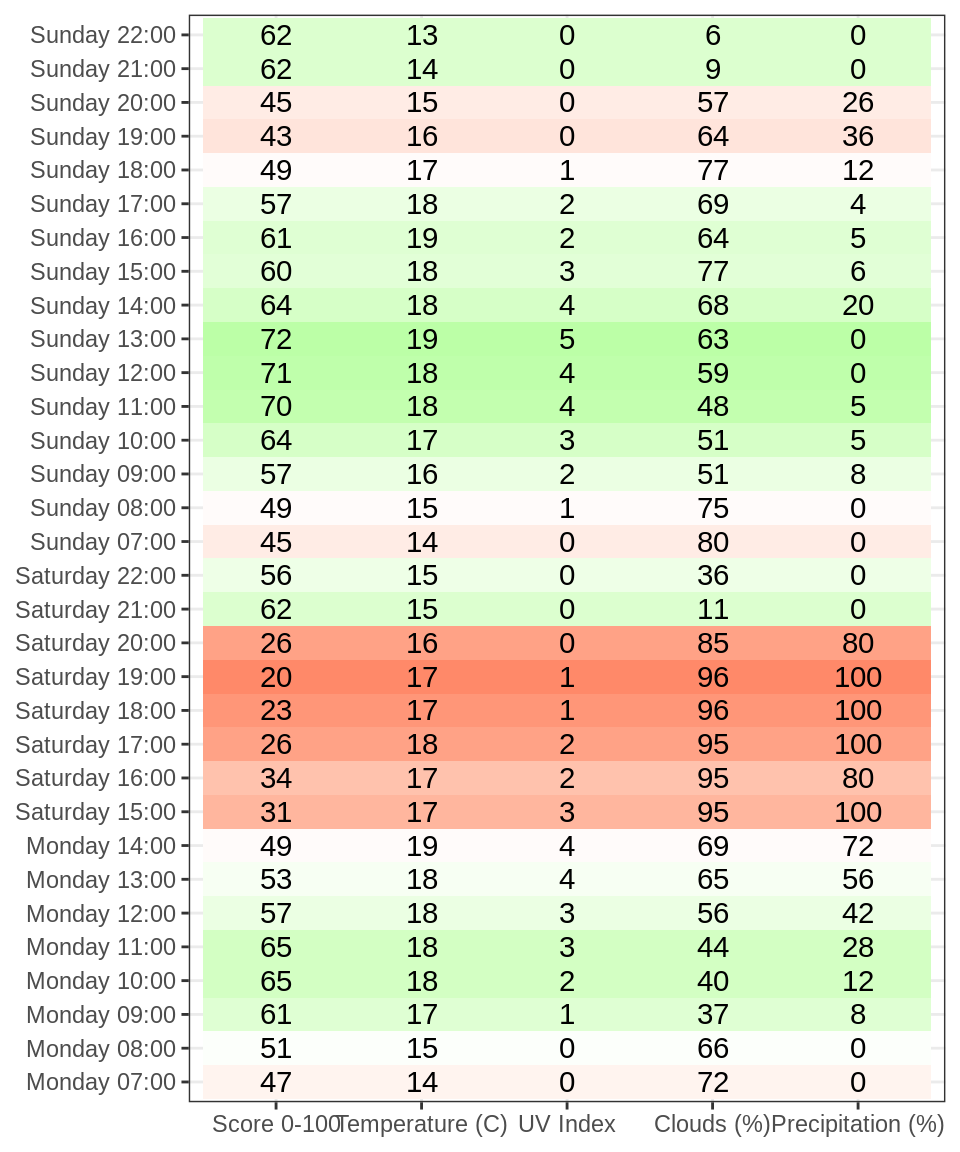 Sunday 22:00 62 13 0 6 0
Sunday 21:00 62 14 0 9 0
Sunday 20:00 45 15 0 57 26
Sunday 19:00 43 16 0 64 36
Sunday 18:00 49 17 1 77 12
Sunday 17:00 57 18 2 69 4
Sunday 16:00 61 19 2 64 5
Sunday 15:00 60 18 3 77 6
Sunday 14:00 64 18 4 68 20
Sunday 13:00 72 19 5 63 0
Sunday 12:00 71 18 4 59 0
Sunday 11:00 70 18 4 48 5
Sunday 10:00 64 17 3 51 5
Sunday 09:00 57 16 2 51 8
Sunday 08:00 49 15 1 75 0
Sunday 07:00 45 14 0 80 0
Saturday 22:00 56 15 0 36 0
Saturday 21:00 62 15 0 11 0
Saturday 20:00 26 16 0 85 80
Saturday 19:00 20 17 1 96 100
Saturday 18:00 23 17 1 96 100
Saturday 17:00 26 18 2 95 100
Saturday 16:00 34 17 2 95 80
Saturday 15:00 31 17 3 95 100
Monday 14:00 49 19 4 69 72
Monday 13:00 53 18 4 65 56
Monday 12:00 57 18 3 56 42
Monday 11:00 65 18 3 44 28
Monday 10:00 65 18 2 40 12
Monday 09:00 61 17 1 37 8
Monday 08:00 51 15 0 66 0
Monday 07:00 47 14 0 72 0
Score 0-100 Temperature (C) UV Index Clouds (%) Precipitation (%)